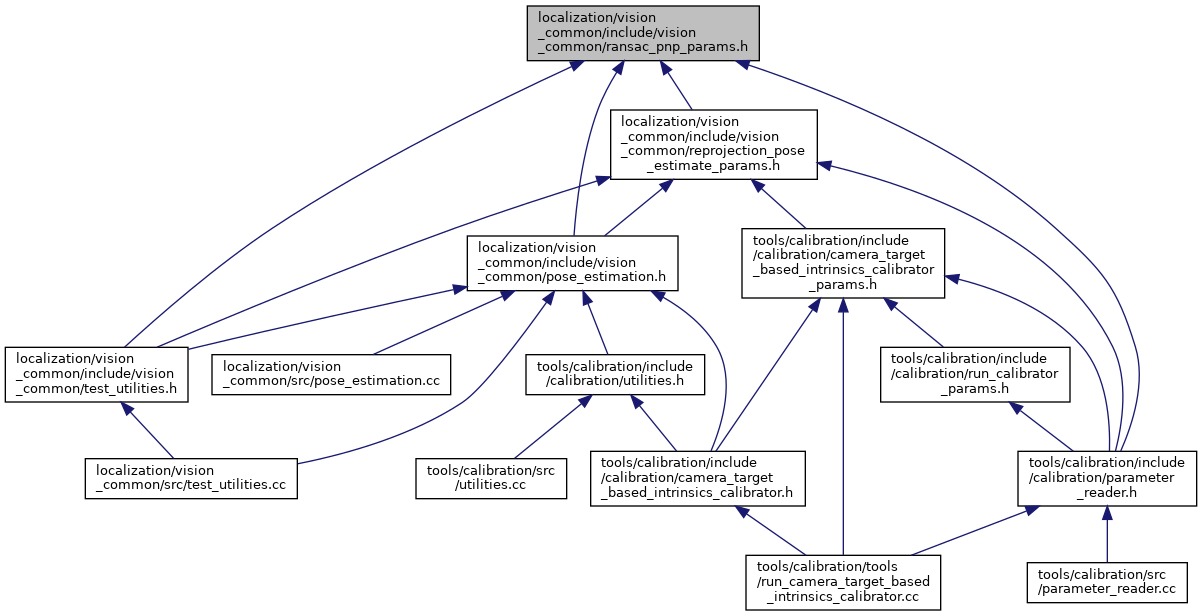 localization/vision
_common/include/vision
_common/ransac_pnp_params.h
localization/vision
_common/include/vision
_common/reprojection_pose
_estimate_params.h
localization/vision
_common/include/vision
_common/pose_estimation.h
tools/calibration/include
/calibration/camera_target
_based_intrinsics_calibrator
_params.h
localization/vision
_common/include/vision
_common/test_utilities.h
localization/vision
_common/src/pose_estimation.cc
tools/calibration/include
/calibration/utilities.h
tools/calibration/include
/calibration/run_calibrator
_params.h
localization/vision
_common/src/test_utilities.cc
tools/calibration/src
/utilities.cc
tools/calibration/include
/calibration/camera_target
_based_intrinsics_calibrator.h
tools/calibration/include
/calibration/parameter
_reader.h
tools/calibration/tools
/run_camera_target_based
_intrinsics_calibrator.cc
tools/calibration/src
/parameter_reader.cc